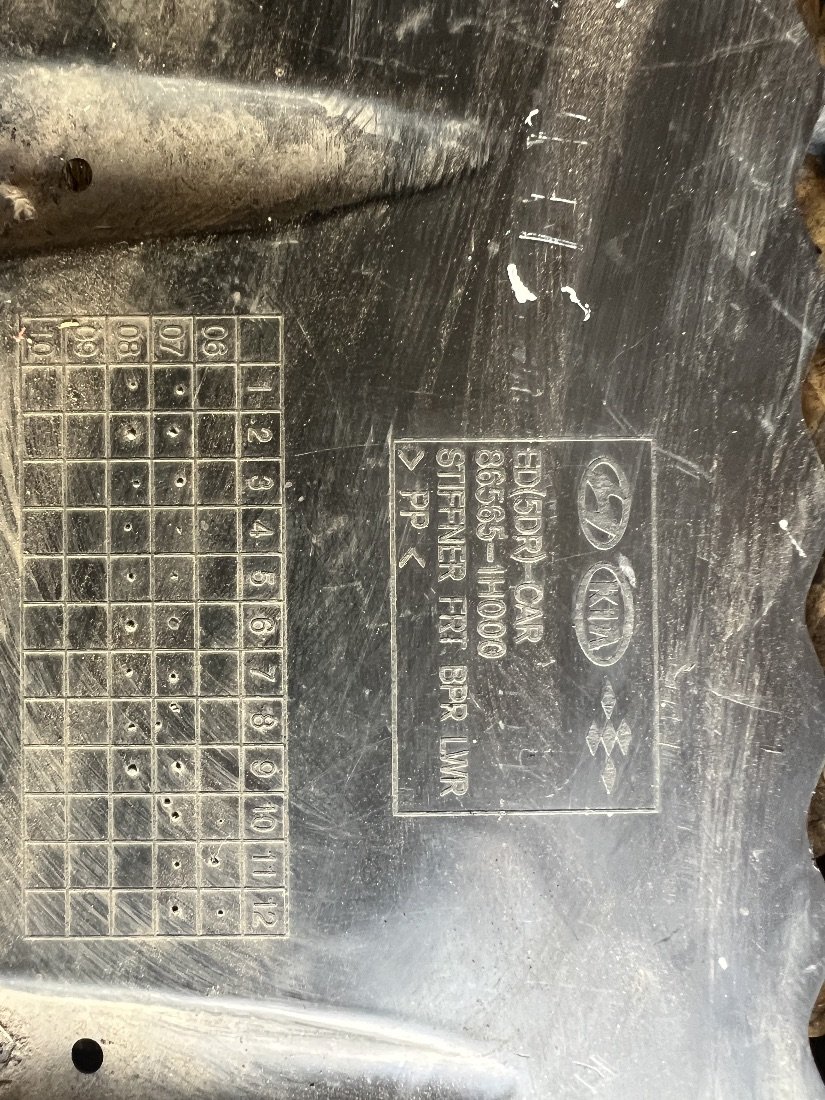 KIA
ED(5DR)-CAR
86565-1H000
STIFFNER FRT BPR LWR
> PP <
1 2 3 4 5 6 7 8 9 10 11 12
06
07
08
09
10